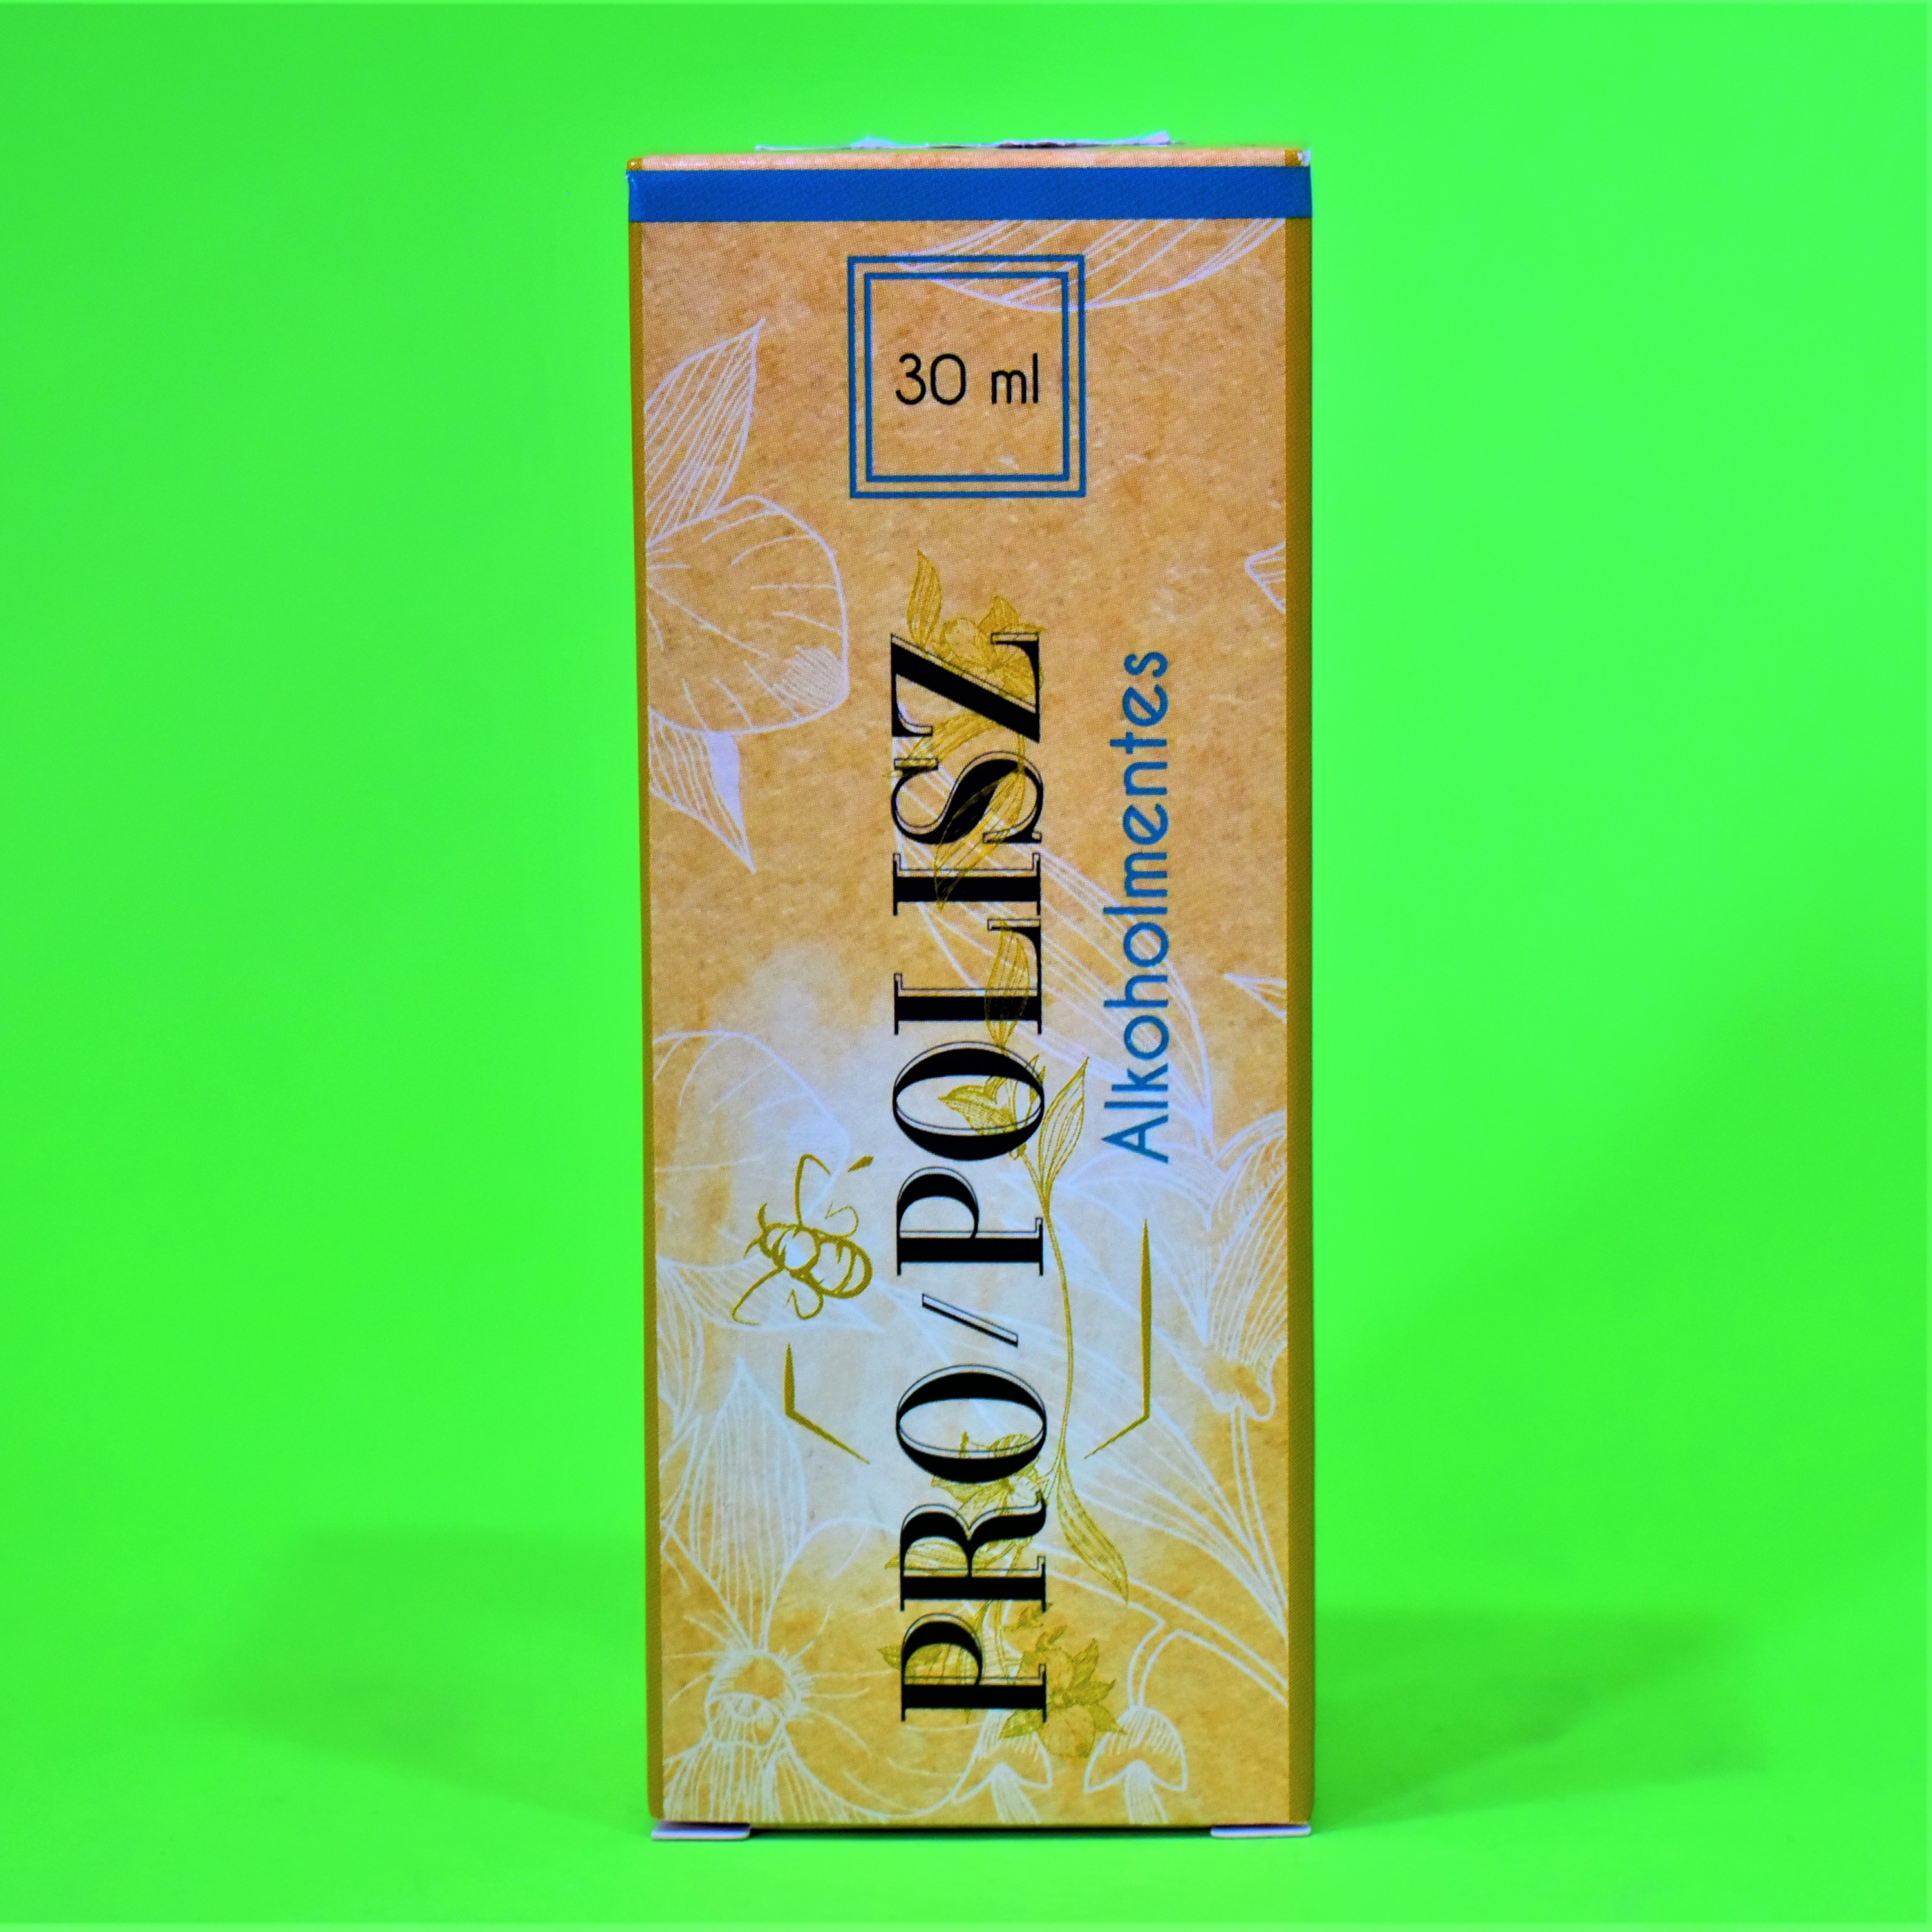 30 ml
PRO/POLISZ
Alkoholmentes